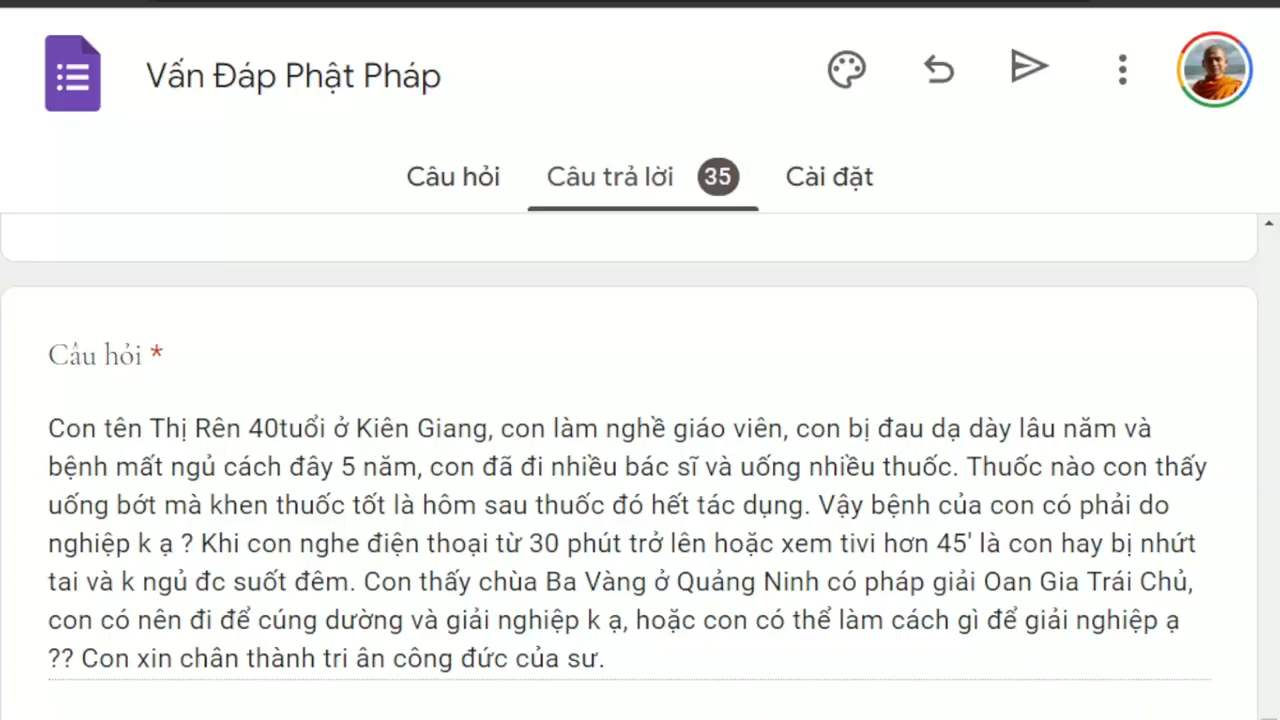 Vấn Đáp Phật Pháp
Câu hỏi
Câu trả lời 35
Cài đặt
Câu hỏi *
Con tên Thị Rên 40tuổi ở Kiên Giang, con làm nghề giáo viên, con bị đau dạ dày lâu năm và
bệnh mất ngủ cách đây 5 năm, con đã đi nhiều bác sĩ và uống nhiều thuốc. Thuốc nào con thấy
uống bớt mà khen thuốc tốt là hôm sau thuốc đó hết tác dụng. Vậy bệnh của con có phải do
nghiệp k ạ ? Khi con nghe điện thoại từ 30 phút trở lên hoặc xem tivi hơn 45' là con hay bị nhứt
tai và k ngủ đc suốt đêm. Con thấy chùa Ba Vàng ở Quảng Ninh có pháp giải Oan Gia Trái Chủ,
con có nên đi để cúng dường và giải nghiệp k ạ, hoặc con có thể làm cách gì để giải nghiệp ạ
?? Con xin chân thành tri ân công đức của sư.